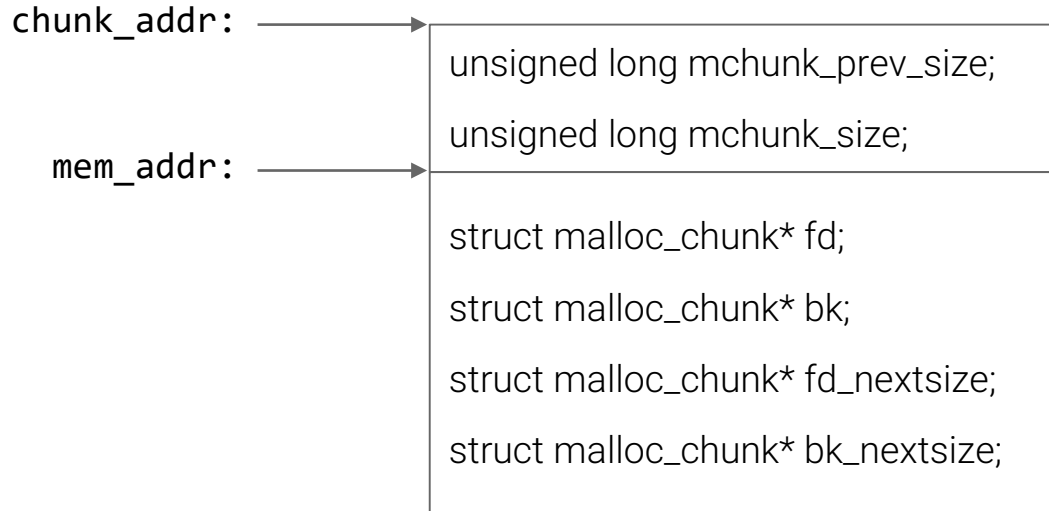 chunk_addr:
unsigned long mchunk_prev_size;
unsigned long mchunk_size;
mem_addr:
struct malloc_chunk* fd;
struct malloc_chunk* bk;
struct malloc_chunk* fd_nextsize;
struct malloc_chunk* bk_nextsize;